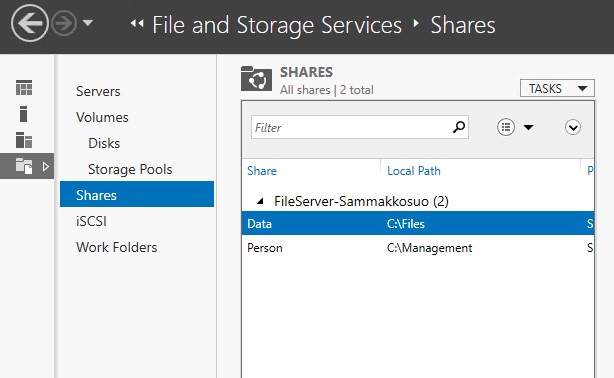 File and Storage Services Shares
Servers
Volumes
Disks
Storage Pools
Shares
iSCSI
Work Folders
SHARES
All shares | 2 total
TASKS
Filter
Share Local Path P
FileServer-Sammakkosuo (2)
Data C:\Files S
Person C:\Management S